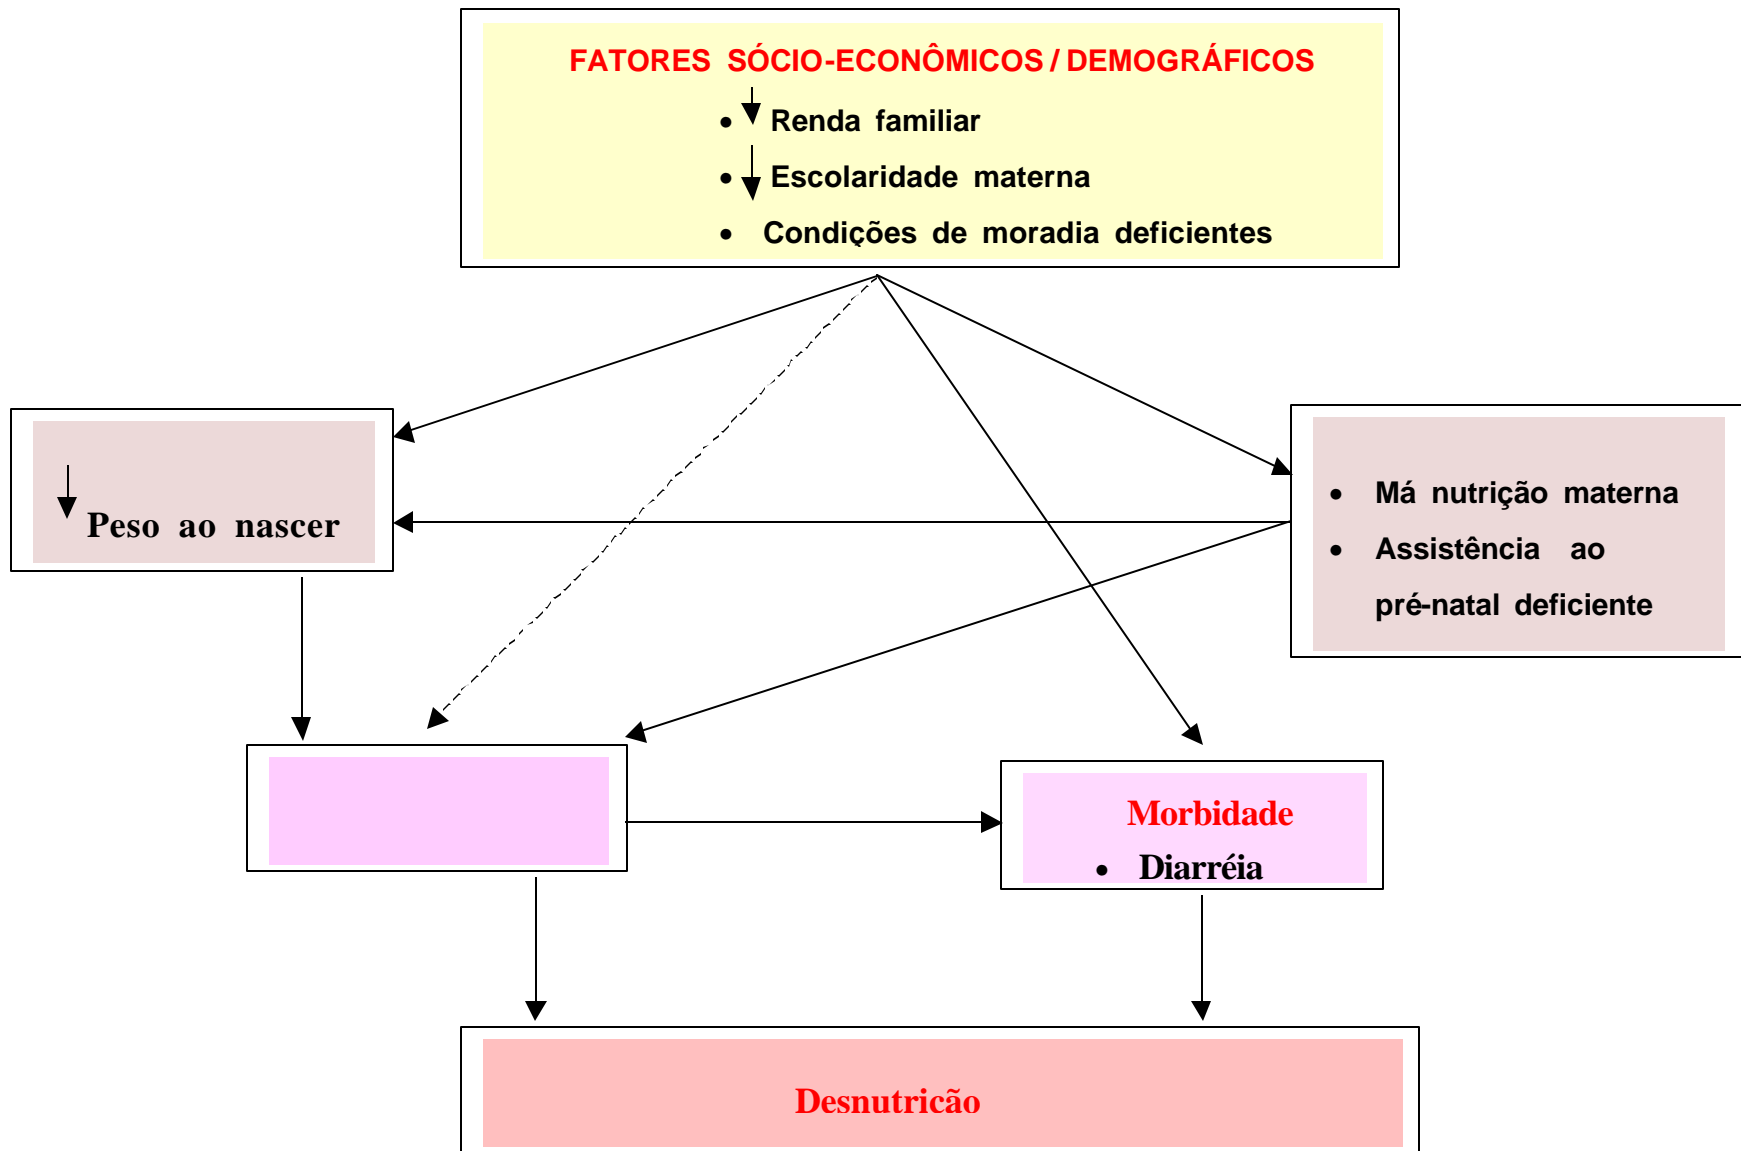 FATORES SÓCIO-ECONÔMICOS / DEMOGRÁFICOS
• Renda familiar
• Escolaridade materna
• Condições de moradia deficientes
Peso ao nascer
• Má nutrição materna
• Assistência ao
pré-natal deficiente
Morbidade
• Diarréia
Desnutricão